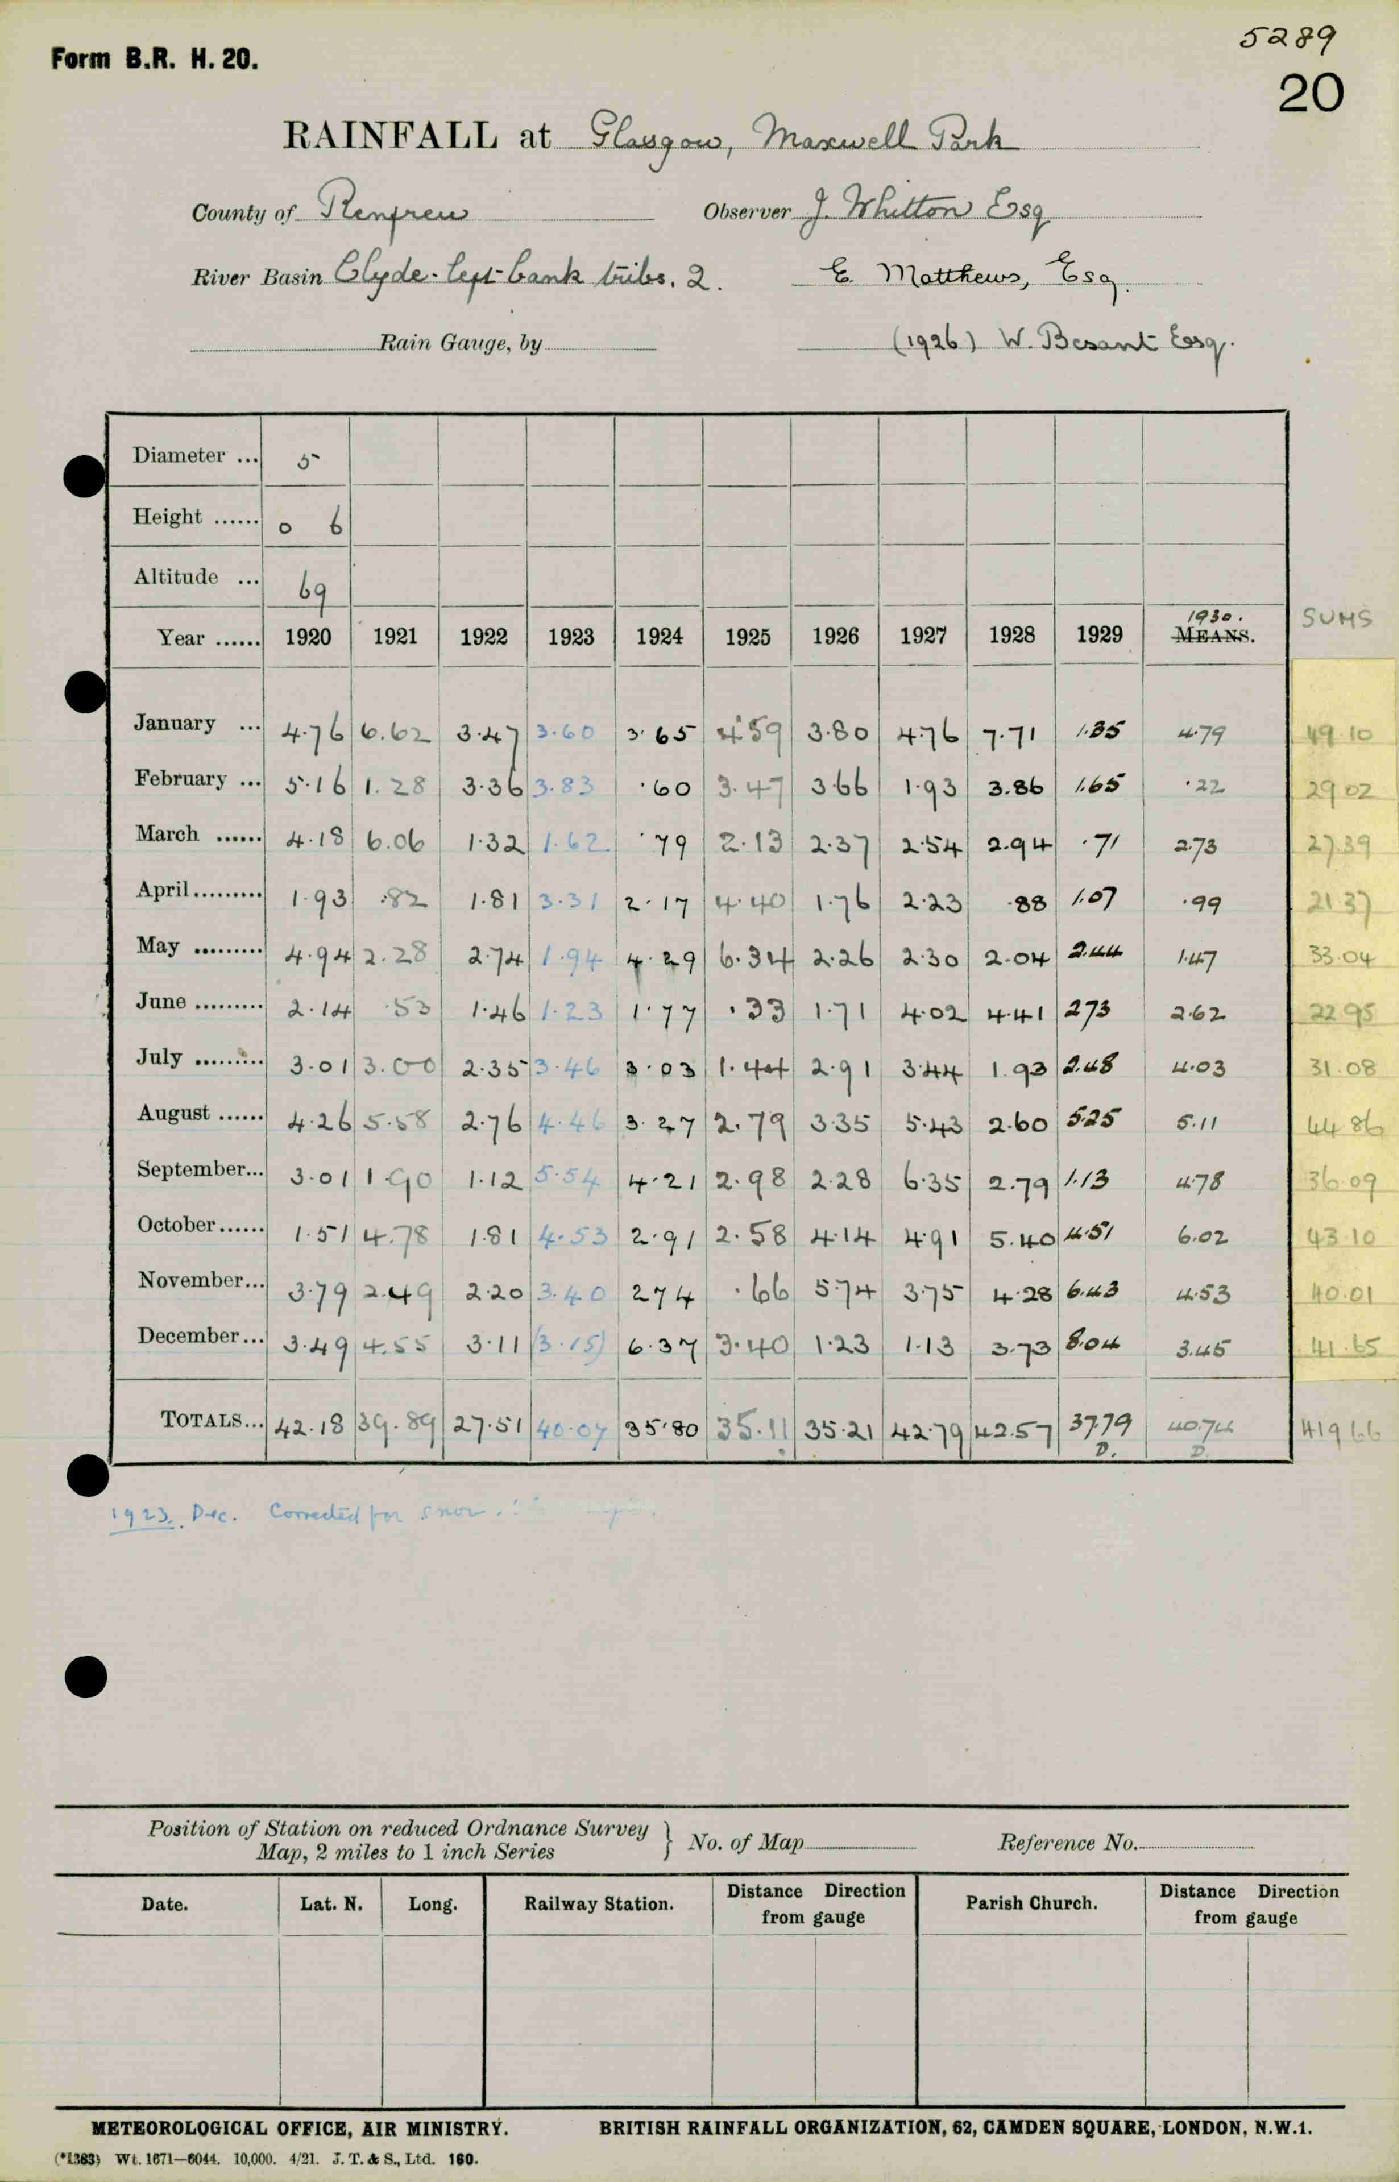 5289
Form B.R. H. 20.
20
RAINFALL at Glasgow, Maxwell Park
County of Renfrew Observer J. Whitton Esq
River Basin Clyde - left bank tribs. 2. E Matthews, Esq.
Rain Gauge, by (1926) W. Besant Esq.
Diameter ... 5
Height ...... 0 6
Altitude ... 69
Year ...... 1920 1921 1922 1923 1924 1925 1926 1927 1928 1929 1930. MEANS. SUMS
January ... 4.76 6.62 3.47 3.60 3.65 4.59 3.80 4.76 7.71 1.35 4.79 49.10
February ... 5.16 1.28 3.36 3.83 .60 3.47 3.66 1.93 3.86 1.65 .22 29.02
March ...... 4.18 6.06 1.32 1.62 .79 2.13 2.37 2.54 2.94 .71 2.73 27.39
April......... 1.93 .82 1.81 3.31 2.17 4.40 1.76 2.23 .88 1.07 .99 21.37
May ......... 4.94 2.28 2.74 1.94 4.29 6.34 2.26 2.30 2.04 2.44 1.47 33.04
June ......... 2.14 .53 1.46 1.23 1.77 .33 1.71 4.02 4.41 2.73 2.62 22.95
July ......... 3.01 3.00 2.35 3.46 3.03 1.44 2.91 3.44 1.93 2.48 4.03 31.08
August ...... 4.26 5.58 2.76 4.46 3.27 2.79 3.35 5.43 2.60 5.25 5.11 44.86
September... 3.01 1.90 1.12 5.54 4.21 2.98 2.28 6.35 2.79 1.13 4.78 36.09
October...... 1.51 4.78 1.81 4.53 2.91 2.58 4.14 4.91 5.40 4.51 6.02 43.10
November... 3.79 2.49 2.20 3.40 2.74 .66 5.74 3.75 4.28 6.43 4.53 40.01
December... 3.49 4.55 3.11 (3.15) 6.37 3.40 1.23 1.13 3.73 8.04 3.45 41.65
TOTALS... 42.18 39.89 27.51 40.07 35.80 35.11 35.21 42.79 42.57 37.79 40.74 419.66
D. D.
1923. Dec. Corrected for snow.
Position of Station on reduced Ordnance Survey
Map, 2 miles to 1 inch Series } No. of Map Reference No.
Date. Lat. N. Long. Railway Station. Distance Direction from gauge Parish Church. Distance Direction from gauge
METEOROLOGICAL OFFICE, AIR MINISTRY. BRITISH RAINFALL ORGANIZATION, 62, CAMDEN SQUARE, LONDON, N.W.1.
(*1383) Wt. 1671—6044. 10,000. 4/21. J. T. & S., Ltd. 160.